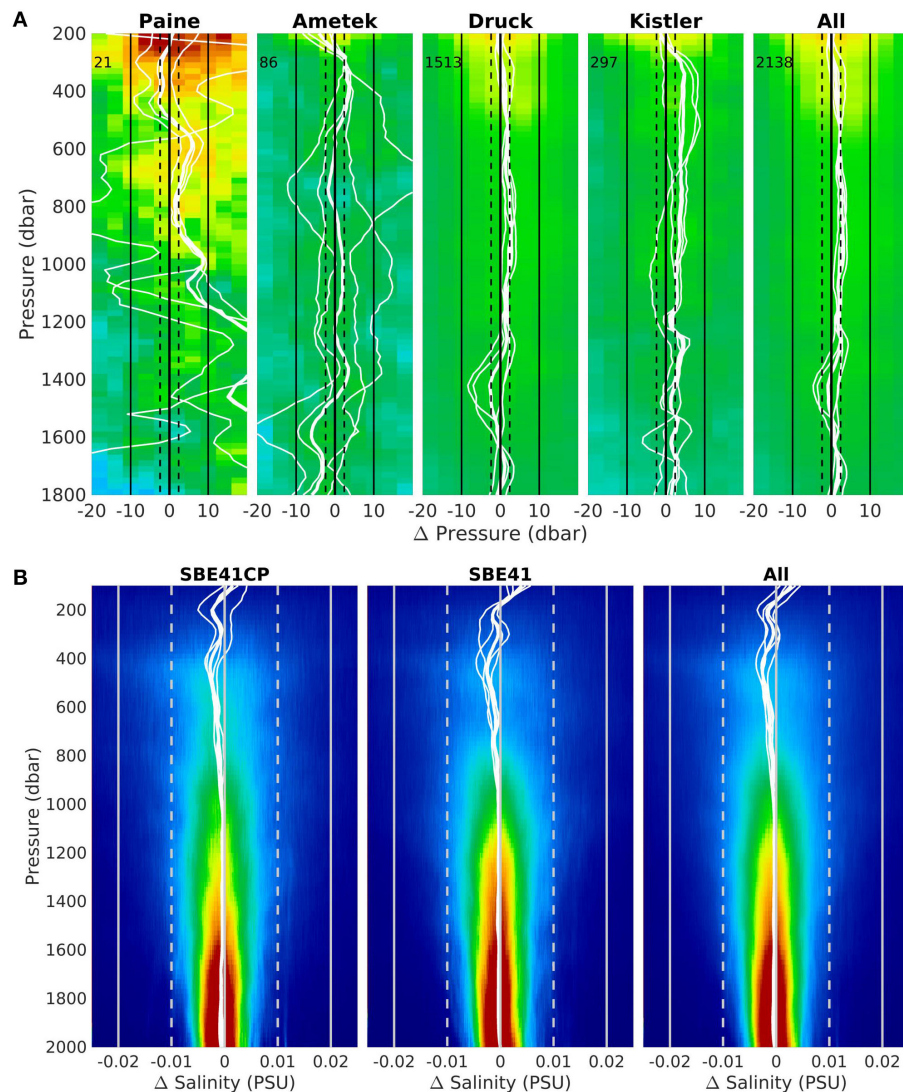 A
Paine Ametek Druck Kistler All
200 21 86 1513 297 2138
400
600
800
1000
1200
1400
1600
1800
Pressure (dbar)
-20 -10 0 10 20 -10 0 10 -20 -10 0 10 -20 -10 0 10 -20 -10 0 10 20
Δ Pressure (dbar)
B
SBE41CP SBE41 All
200
400
600
800
1000
1200
1400
1600
1800
2000
Pressure (dbar)
-0.02 -0.01 0 0.01 0.02 -0.02 -0.01 0 0.01 0.02 -0.02 -0.01 0 0.01 0.02
Δ Salinity (PSU) Δ Salinity (PSU) Δ Salinity (PSU)